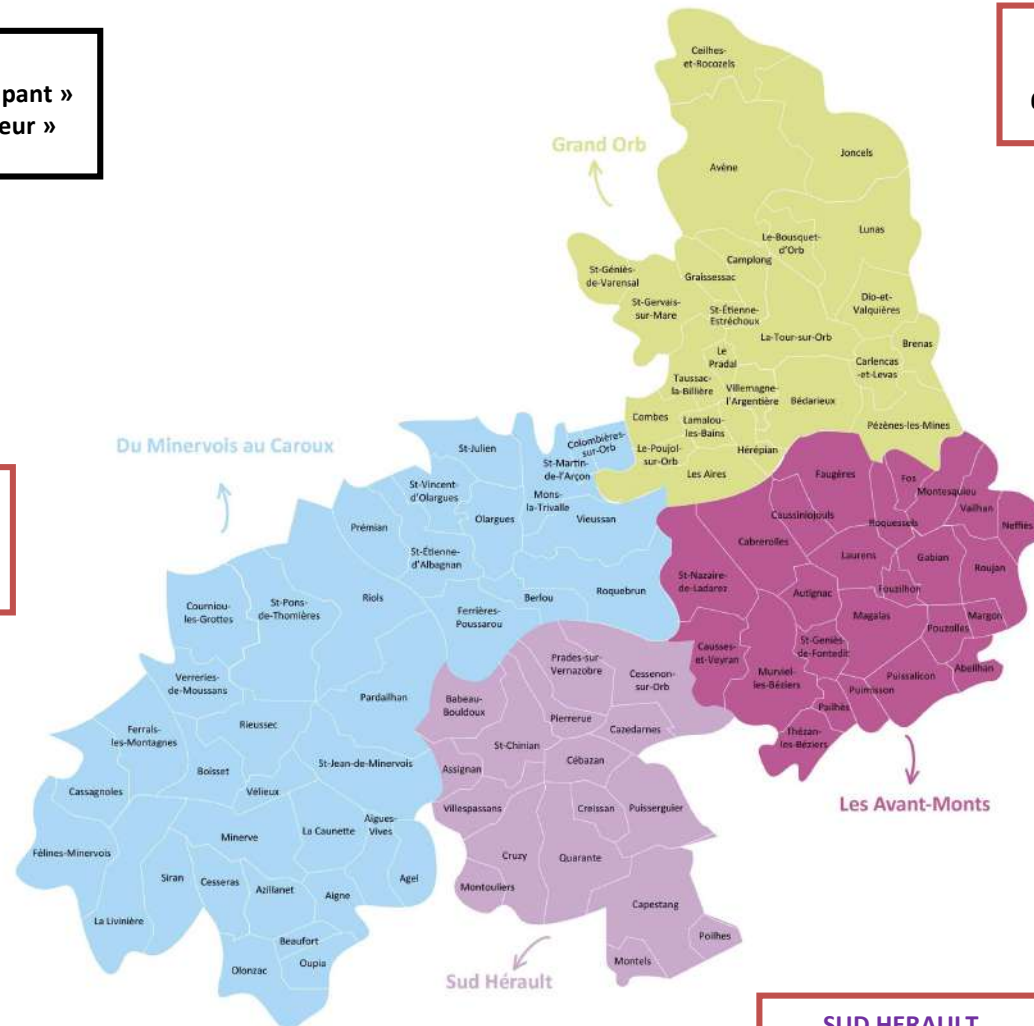 pant »
eur »
Grand Orb
Ceilhes-
et-Rocozels
Avène
Joncels
Lunas
Le-Bousquet-
d'Orb
Camplong
Graissessac
St-Géniès-
de-Varensal
St-Gervais-
sur-Mare
St-Étienne-
Estréchoux
Dio-et-
Valquières
La-Tour-sur-Orb
Brenas
Le
Pradal
Carlencas
-et-Levas
Taussac-
la-Billière
Villemagne-
l'Argentière
Bédarieux
Combes
Lamalou-
les-Bains
Pézènes-les-Mines
Le-Poujol-
sur-Orb
Hérépian
Les Aires
Du Minervois au Caroux
St-Julien
Colombières-
sur-Orb
St-Martin-
de-l'Arçon
St-Vincent-
d'Olargues
Mons-
la-Trivalle
Prémian
Olargues
Vieussan
St-Étienne-
d'Albagnan
Riols
Berlou
Roquebrun
Ferrières-
Poussarou
Courniou-
les-Grottes
St-Pons-
de-Thomières
Verreries-
de-Moussans
Pardailhan
Ferrals-
les-Montagnes
Rieussec
Boisset
St-Jean-de-Minervois
Cassagnoles
Vélieux
Minerve
La Caunette
Aigues-
Vives
Félines-Minervois
Siran
Cesseras
Azillanet
Aigne
Agel
La Livinière
Beaufort
Olonzac
Oupia
Faugères
Fos
Montesquieu
Vailhan
Neffiès
Caussiniojouls
Roquessels
Cabrerolles
Laurens
Gabian
Roujan
St-Nazaire-
de-Ladarez
Autignac
Fouzilhon
Magalas
Margon
Pouzolles
Causses-
et-Veyran
St-Geniès-
de-Fontedit
Murviel-
les-Béziers
Puissalicon
Abeilhan
Puimisson
Pailhès
Thézan-
les-Béziers
Les Avant-Monts
Prades-sur-
Vernazobre
Cessenon-
sur-Orb
Babeau-
Bouldoux
Pierrerue
Cazedarnes
St-Chinian
Cébazan
Assignan
Villespassans
Creissan
Puisserguier
Cruzy
Quarante
Montouliers
Capestang
Poilhes
Montels
Sud Hérault
SUD HERAULT